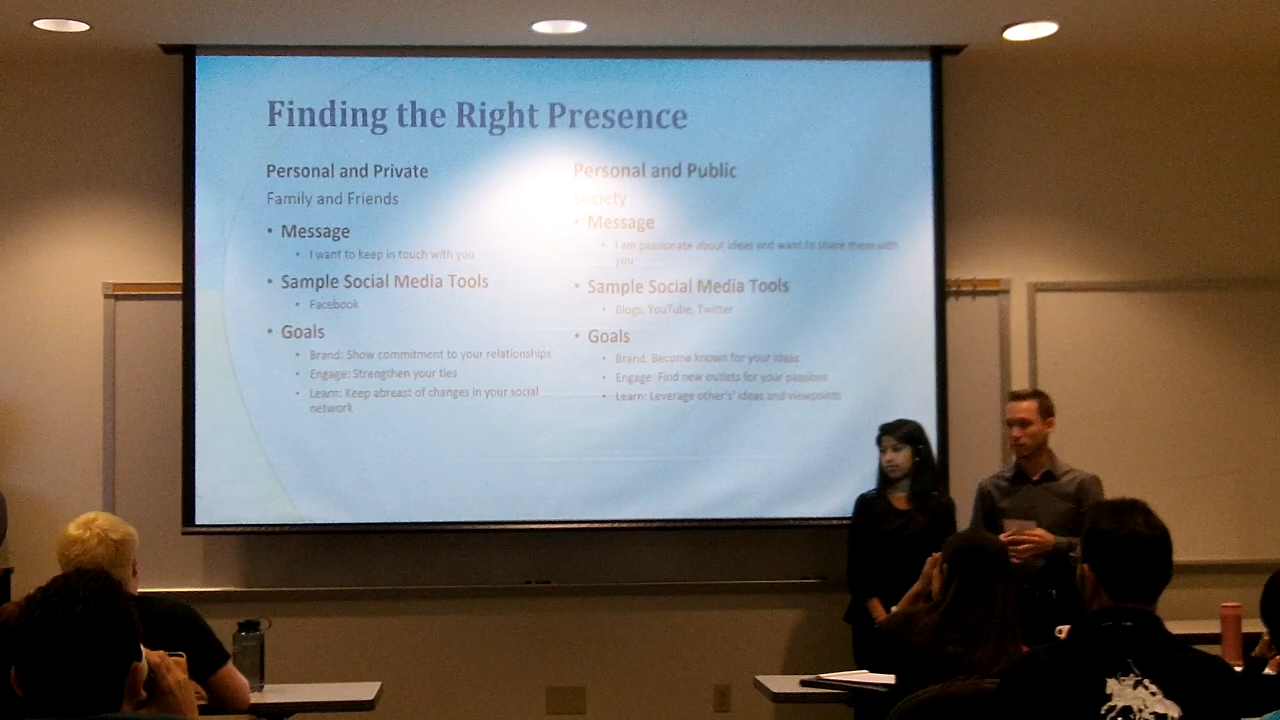 Finding the Right Presence
Personal and Private
Family and Friends
• Message
• I want to keep in touch with you
• Sample Social Media Tools
• Facebook
• Goals
• Brand: Show commitment to your relationships
• Engage: Strengthen your ties
• Learn: Keep abreast of changes in your social
network
Personal and Public
Society
• Message
• I am passionate about ideas and want to share them with
you
• Sample Social Media Tools
• Blogs, YouTube, Twitter
• Goals
• Brand: Become known for your ideas
• Engage: Find new outlets for your passions
• Learn: Leverage other's' ideas and viewpoints